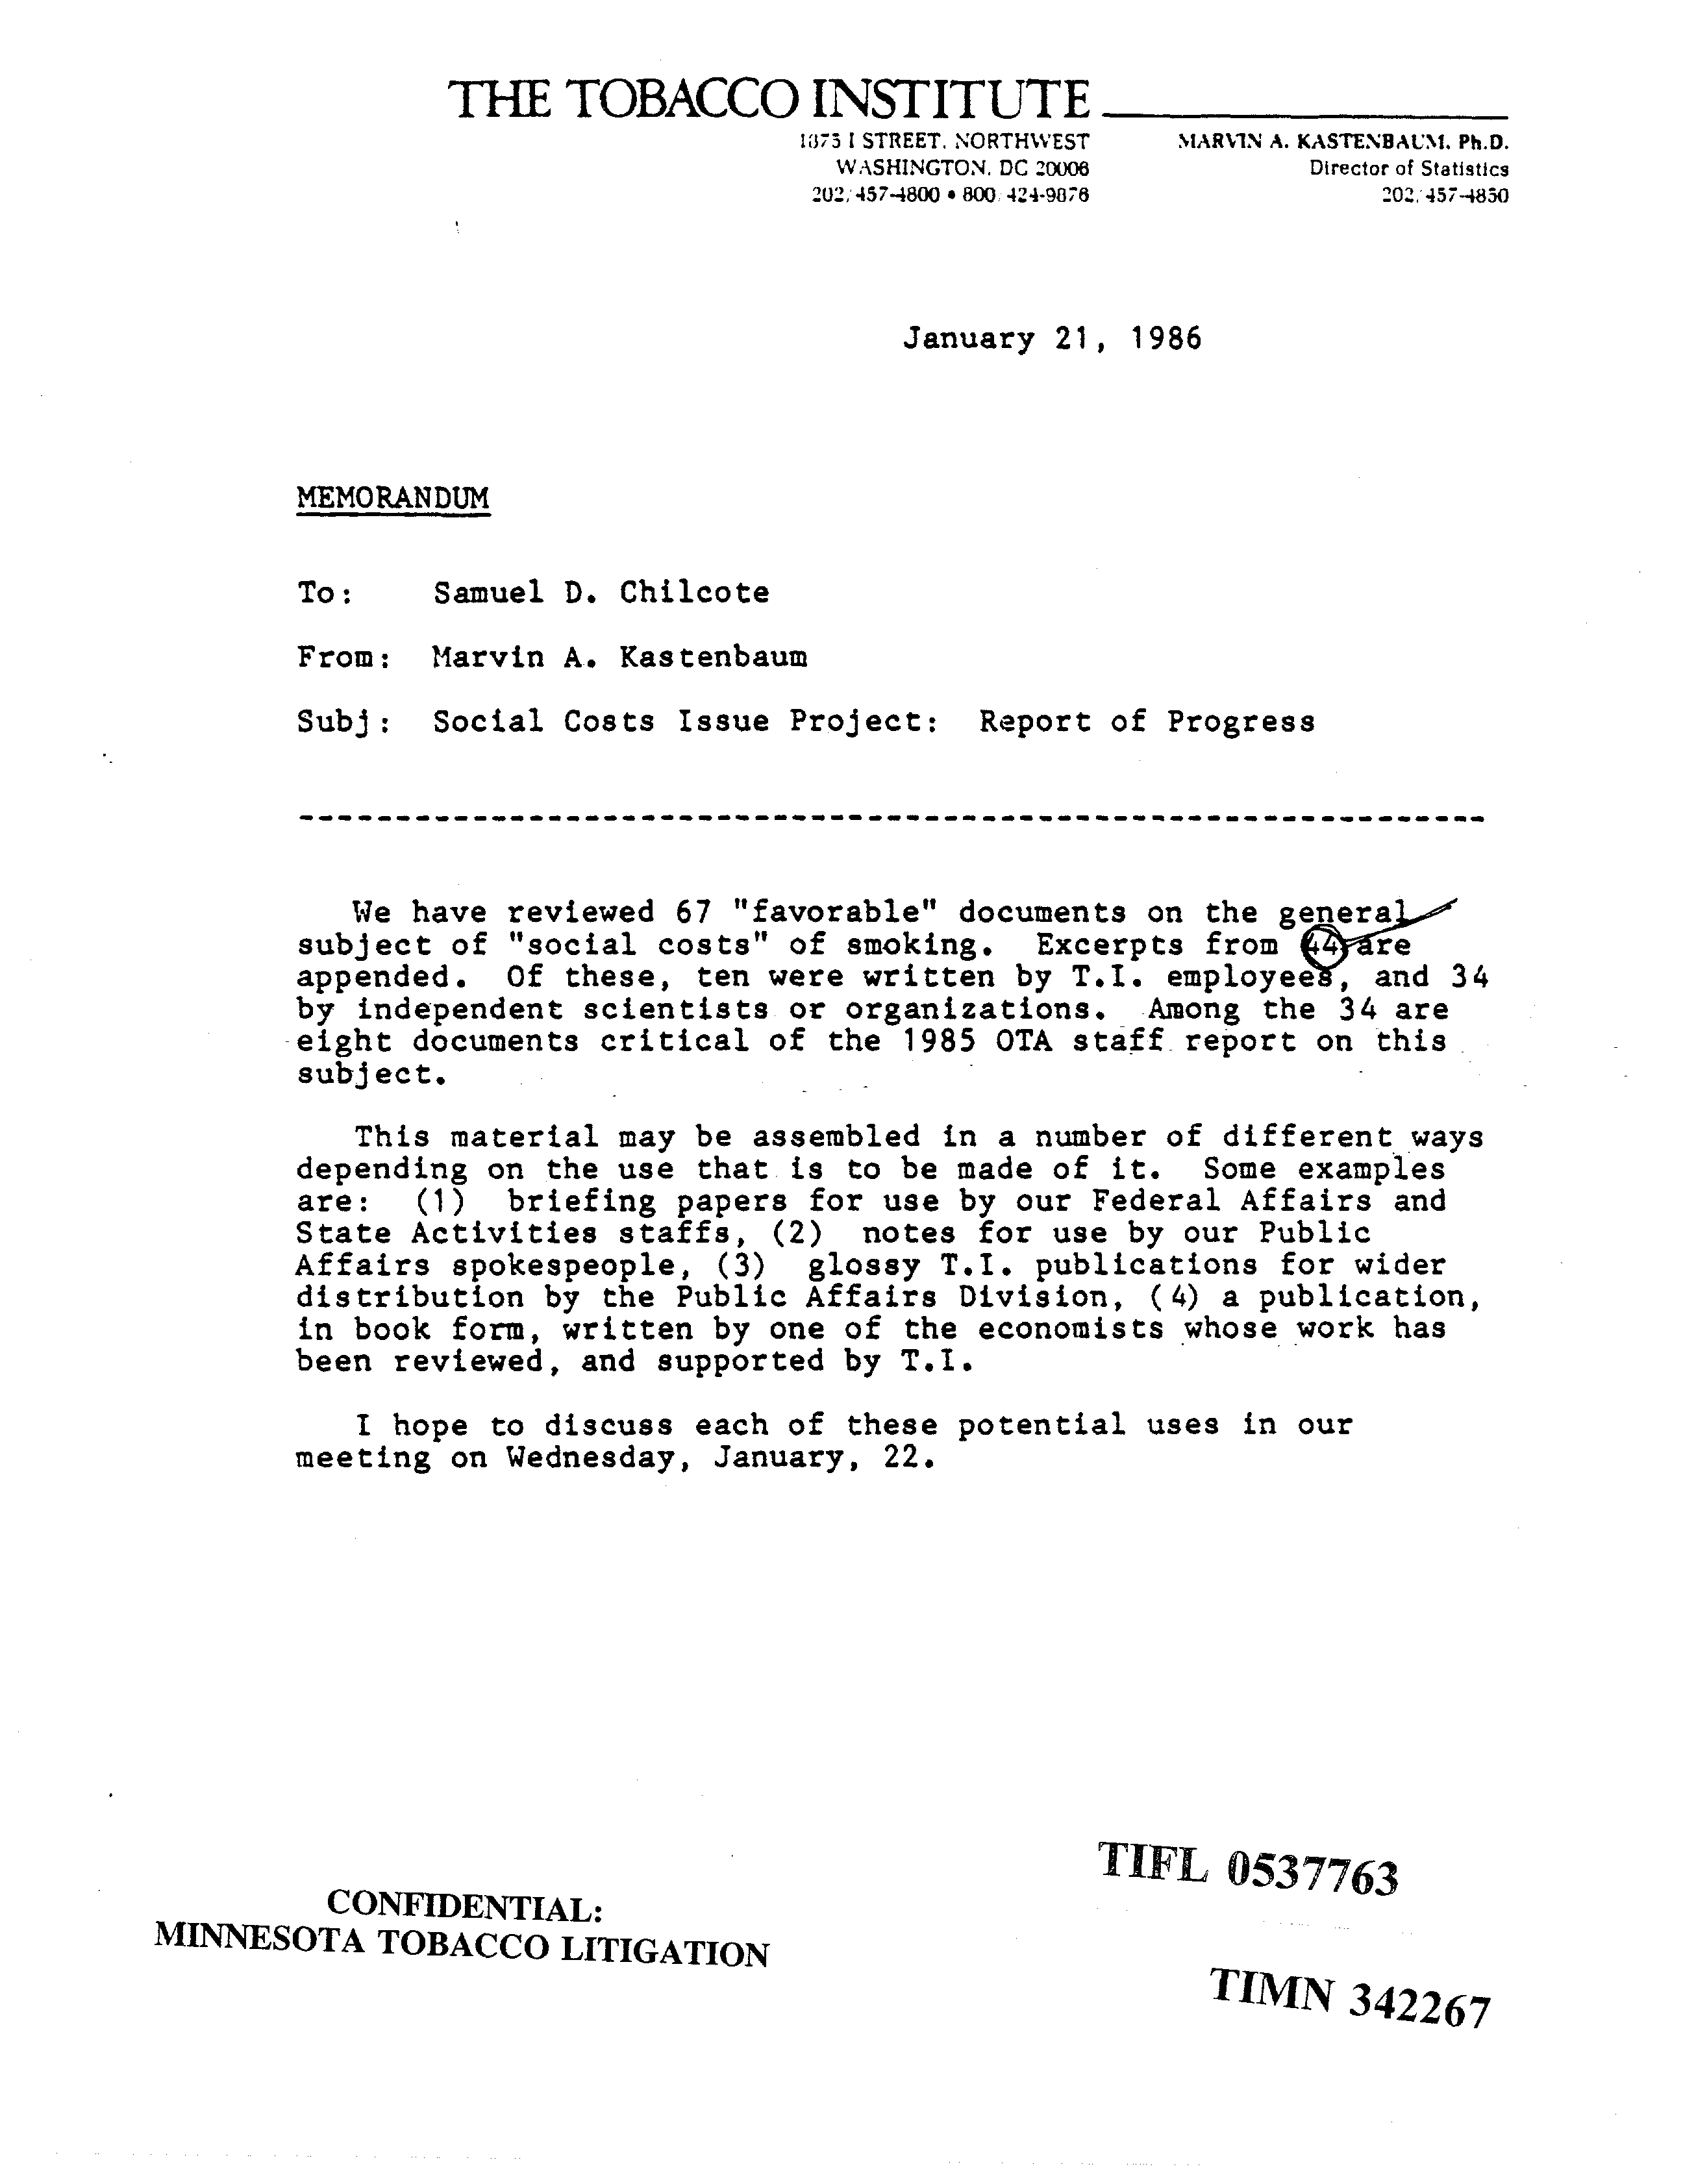 THE TOBACCO INSTITUTE
1875 I STREET, NORTHWEST
WASHINGTON, DC 20006
202/457-4800 • 800/424-9876
MARVIN A. KASTENBAUM, Ph.D.
Director of Statistics
202/457-4850
January 21, 1986
MEMORANDUM
To: Samuel D. Chilcote
From: Marvin A. Kastenbaum
Subj: Social Costs Issue Project: Report of Progress
We have reviewed 67 "favorable" documents on the general
subject of "social costs" of smoking. Excerpts from 44 are
appended. Of these, ten were written by T.I. employees, and 34
by independent scientists or organizations. Among the 34 are
eight documents critical of the 1985 OTA staff report on this
subject.
This material may be assembled in a number of different ways
depending on the use that is to be made of it. Some examples
are: (1) briefing papers for use by our Federal Affairs and
State Activities staffs, (2) notes for use by our Public
Affairs spokespeople, (3) glossy T.I. publications for wider
distribution by the Public Affairs Division, (4) a publication,
in book form, written by one of the economists whose work has
been reviewed, and supported by T.I.
I hope to discuss each of these potential uses in our
meeting on Wednesday, January, 22.
TIFL 0537763
CONFIDENTIAL:
MINNESOTA TOBACCO LITIGATION
TIMN 342267